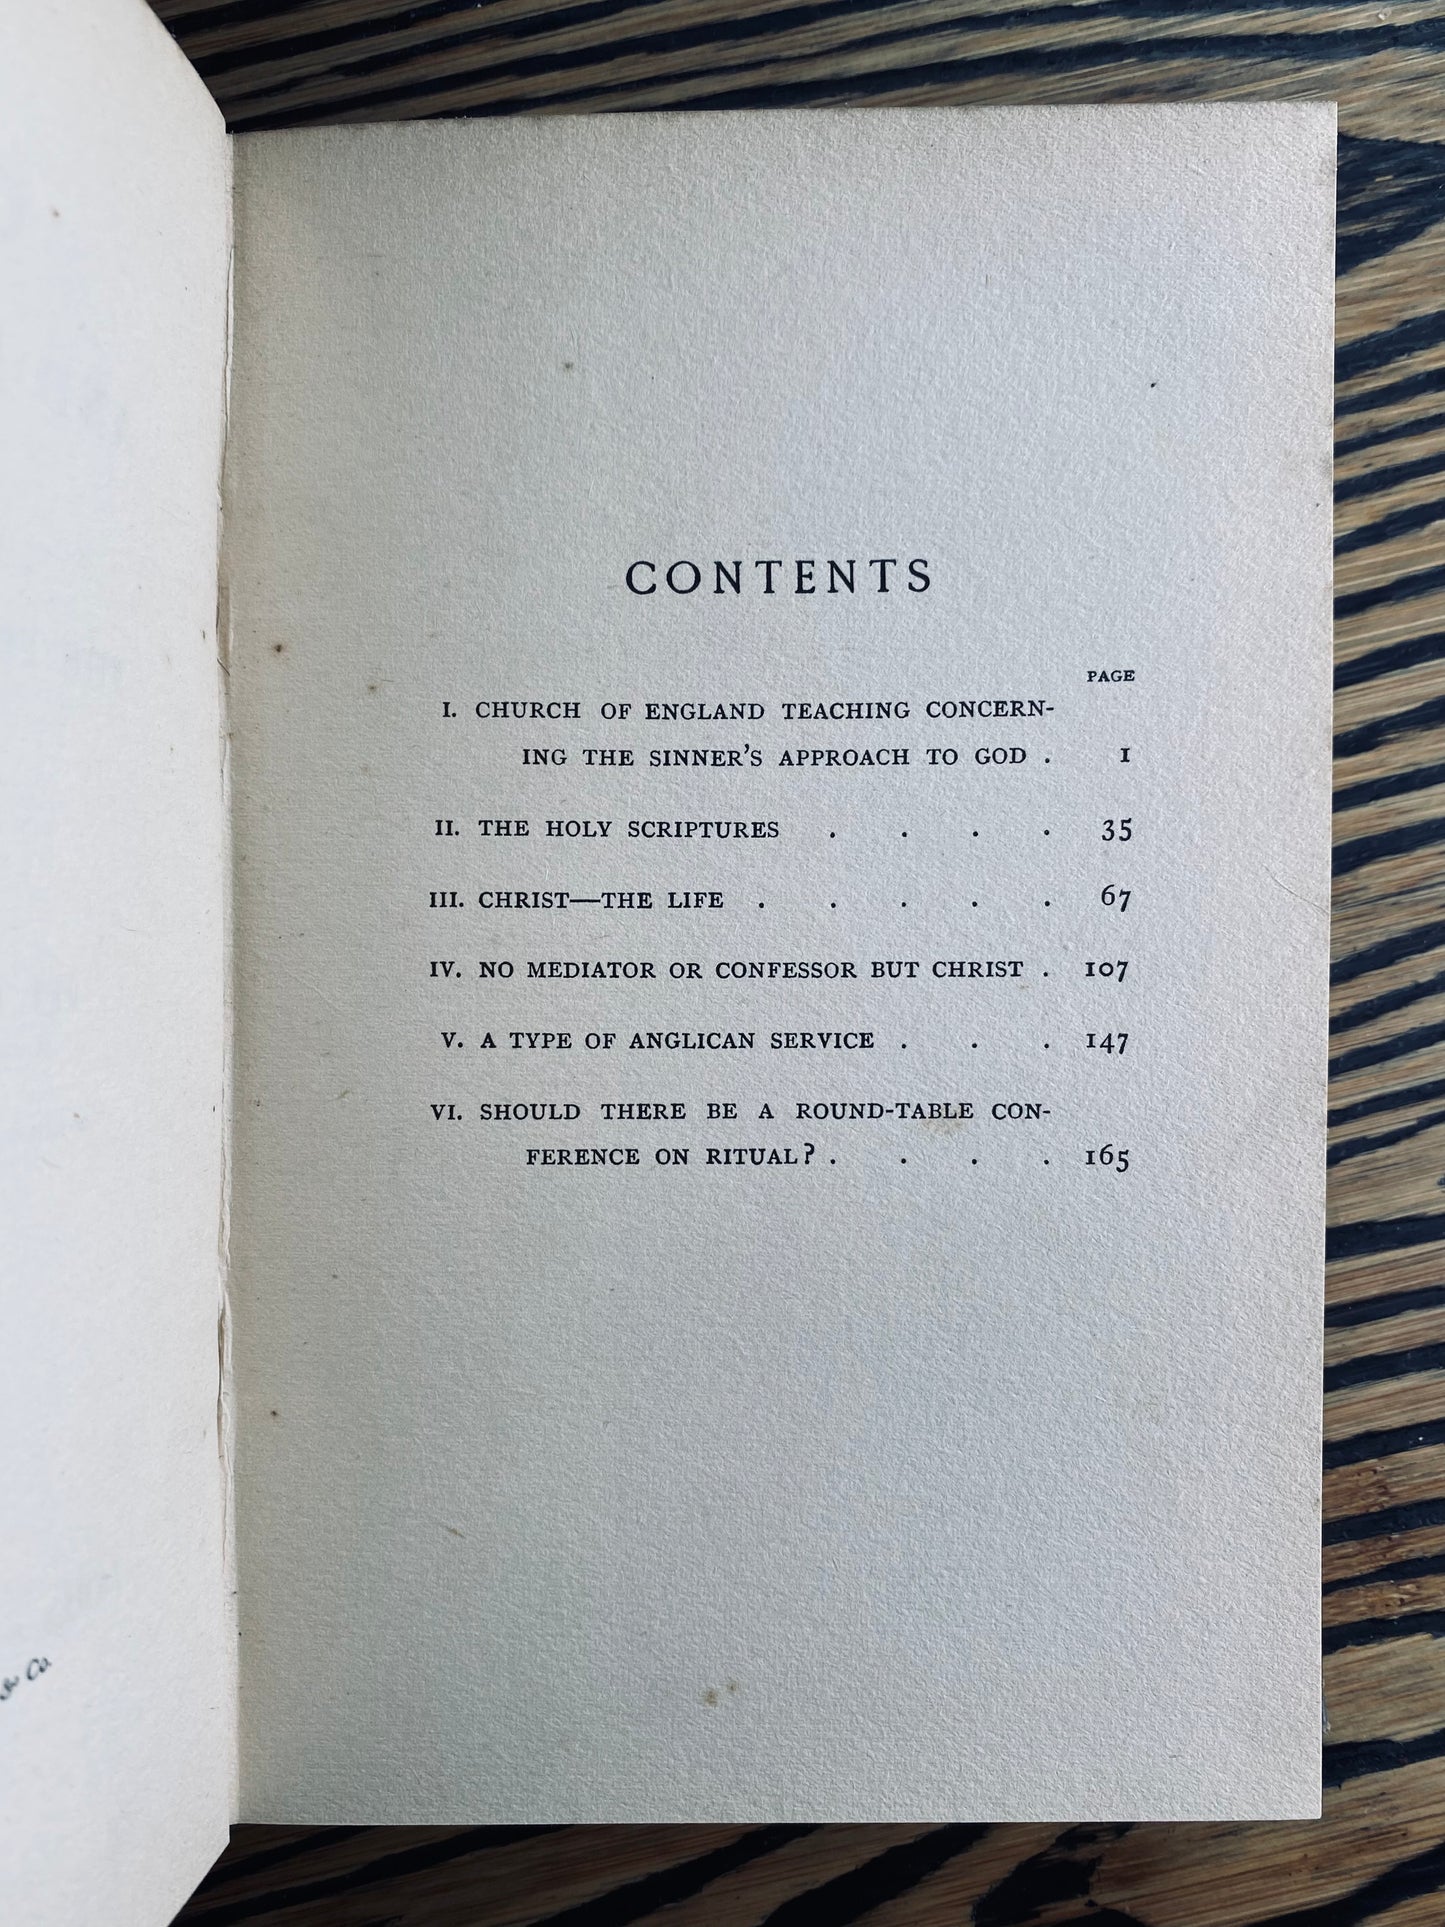 CONTENTS
PAGE
I. CHURCH OF ENGLAND TEACHING CONCERN-
ING THE SINNER'S APPROACH TO GOD . 1
II. THE HOLY SCRIPTURES . . . . 35
III. CHRIST—THE LIFE . . . . . 67
IV. NO MEDIATOR OR CONFESSOR BUT CHRIST . 107
V. A TYPE OF ANGLICAN SERVICE . . . 147
VI. SHOULD THERE BE A ROUND-TABLE CON-
FERENCE ON RITUAL? . . . . 165
& Co.